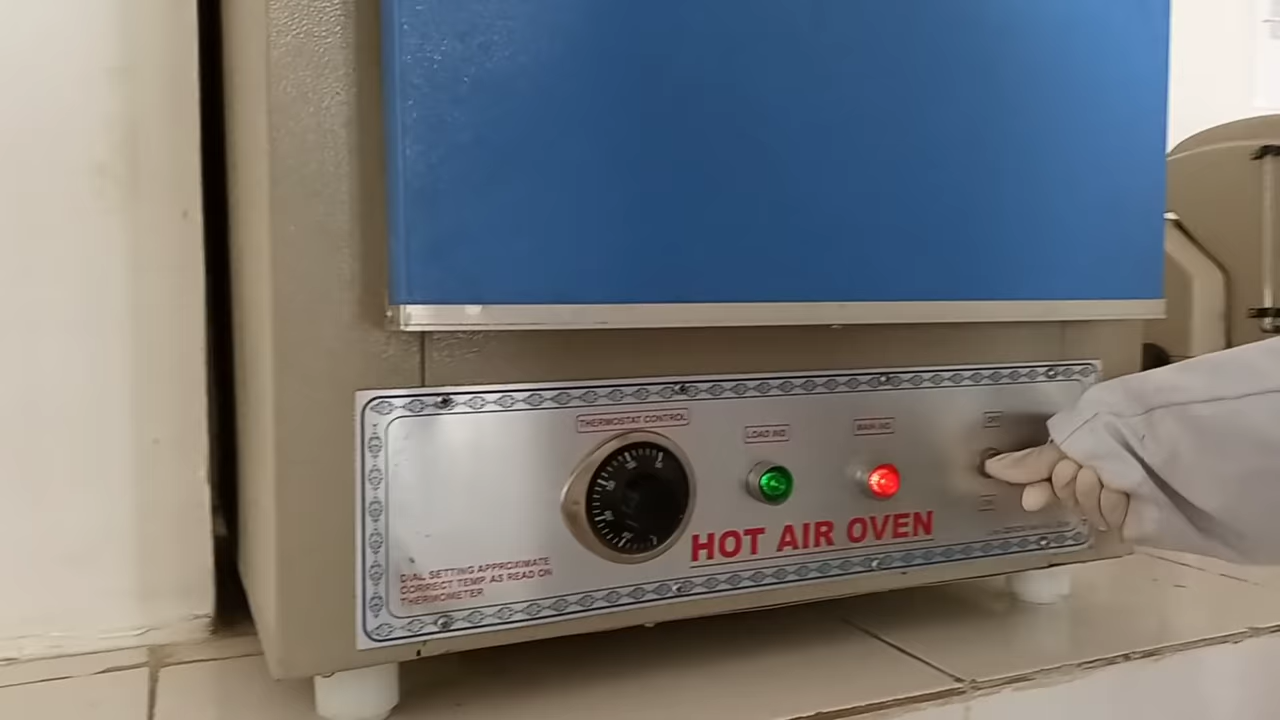 THERMOSTAT CONTROL
LOAD IND
MAIN IND
HOT AIR OVEN
DIAL SETTING APPROXIMATE
CORRECT TEMP. AS READ ON
THERMOMETER